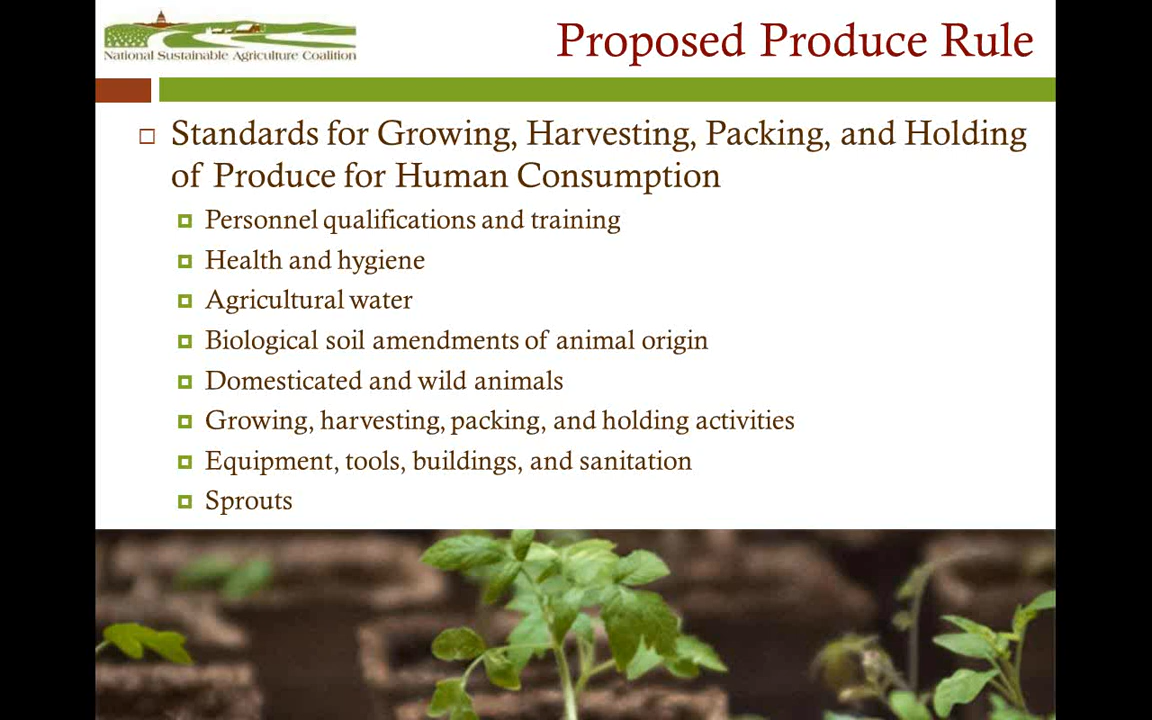 National Sustainable Agriculture Coalition
Proposed Produce Rule
Standards for Growing, Harvesting, Packing, and Holding
of Produce for Human Consumption
Personnel qualifications and training
Health and hygiene
Agricultural water
Biological soil amendments of animal origin
Domesticated and wild animals
Growing, harvesting, packing, and holding activities
Equipment, tools, buildings, and sanitation
Sprouts